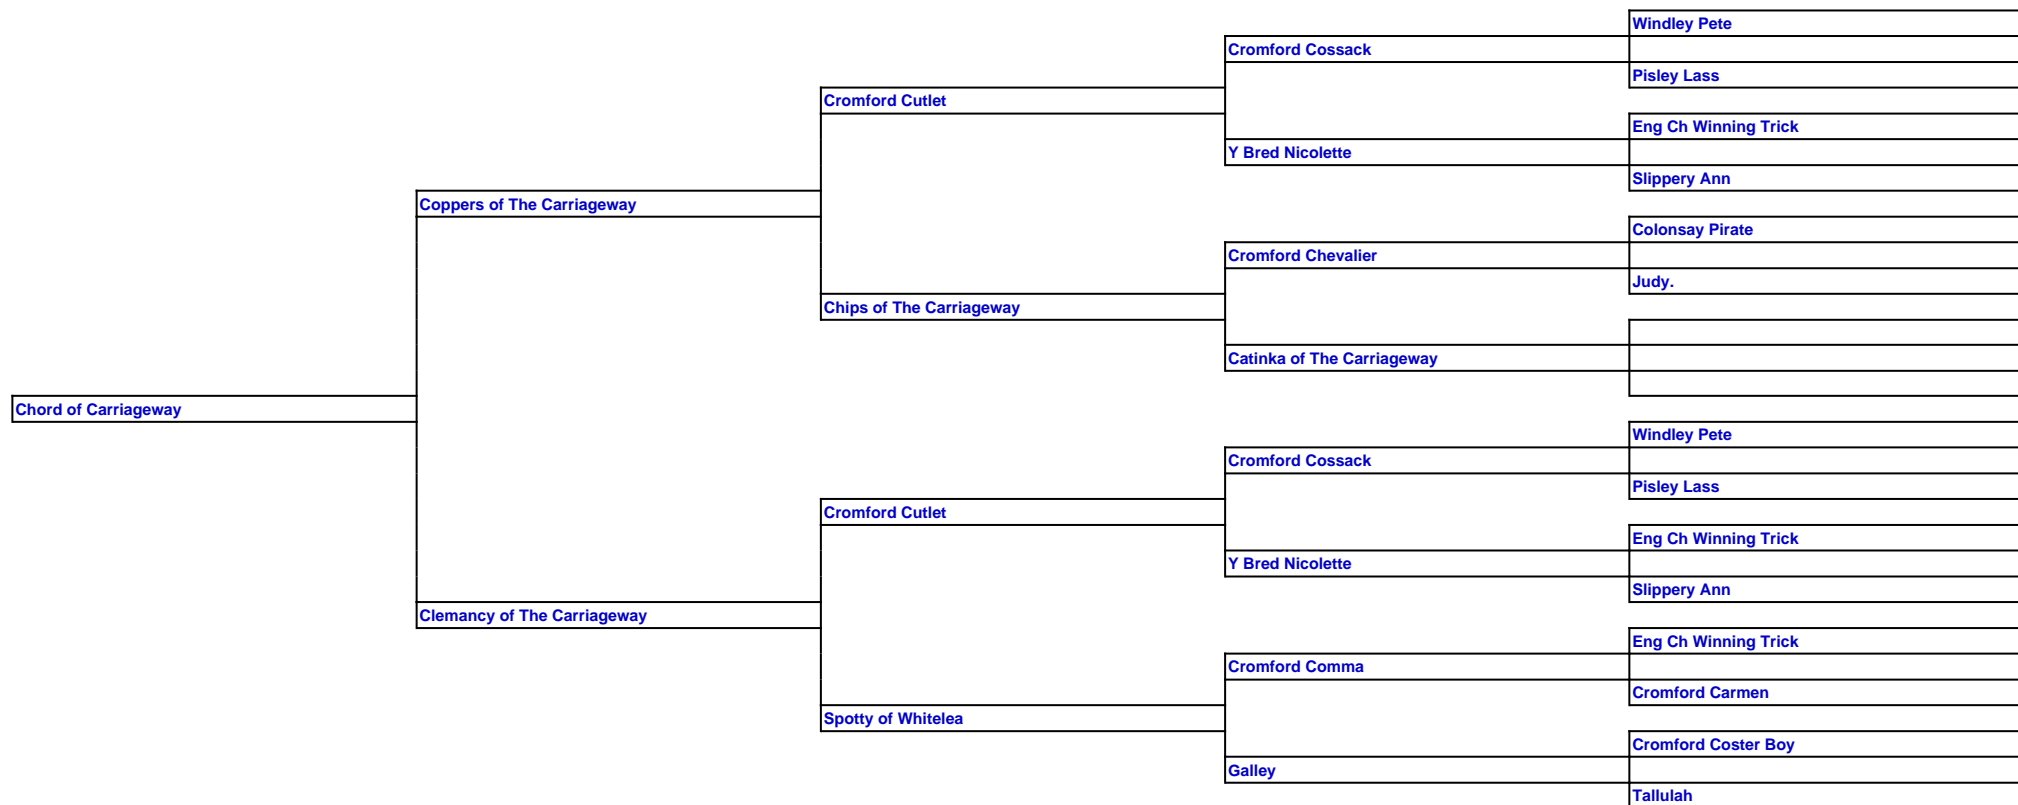 Windley Pete
Cromford Cossack
Pisley Lass
Cromford Cutlet
Eng Ch Winning Trick
Y Bred Nicolette
Slippery Ann
Coppers of The Carriageway
Colonsay Pirate
Cromford Chevalier
Judy.
Chips of The Carriageway
Catinka of The Carriageway
Chord of Carriageway
Windley Pete
Cromford Cossack
Pisley Lass
Cromford Cutlet
Eng Ch Winning Trick
Y Bred Nicolette
Slippery Ann
Clemancy of The Carriageway
Eng Ch Winning Trick
Cromford Comma
Cromford Carmen
Spotty of Whitelea
Cromford Coster Boy
Galley
Tallulah